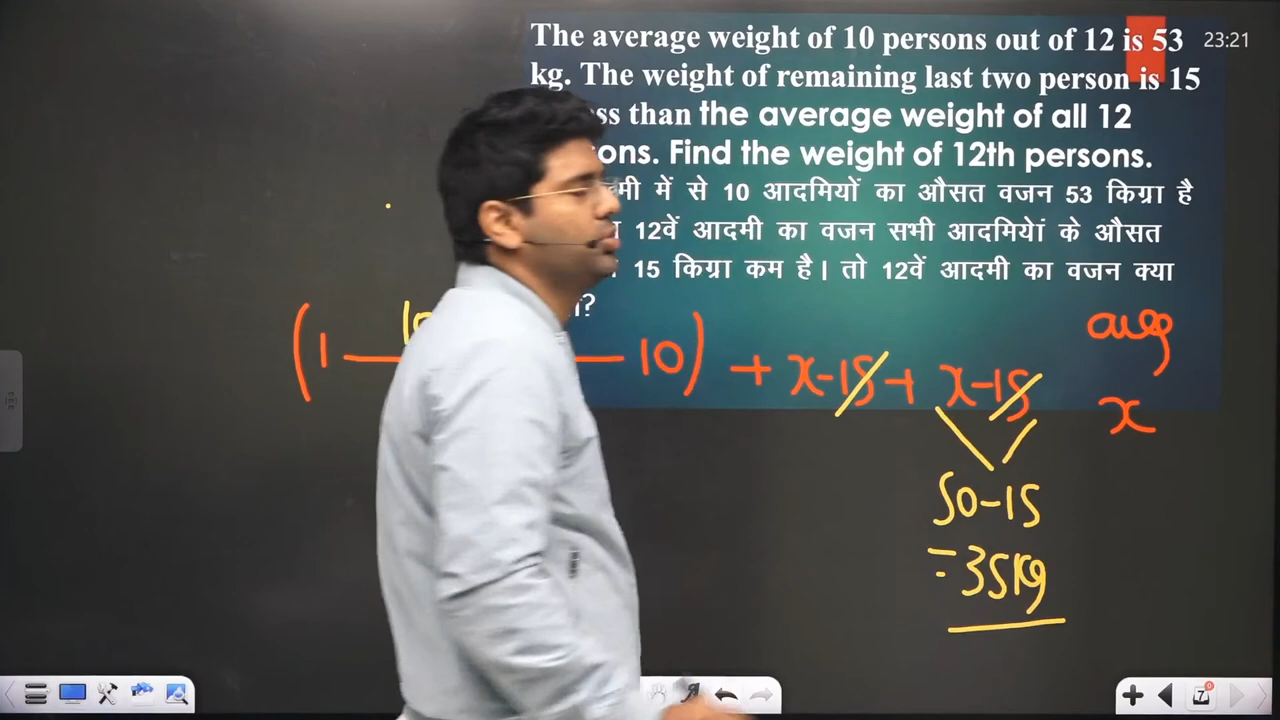 The average weight of 10 persons out of 12 is 53
23:21
kg. The weight of remaining last two person is 15
than the average weight of all 12
Find the weight of 12th persons.
में से 10 आदमियों का औसत वजन 53 किग्रा है
12वें आदमी का वजन सभी आदमियों के औसत
15 किग्रा कम है। तो 12वें आदमी का वजन क्या
?
avg
(1 — 10) + x-15 + x-15
x
50-15
=35kg
7